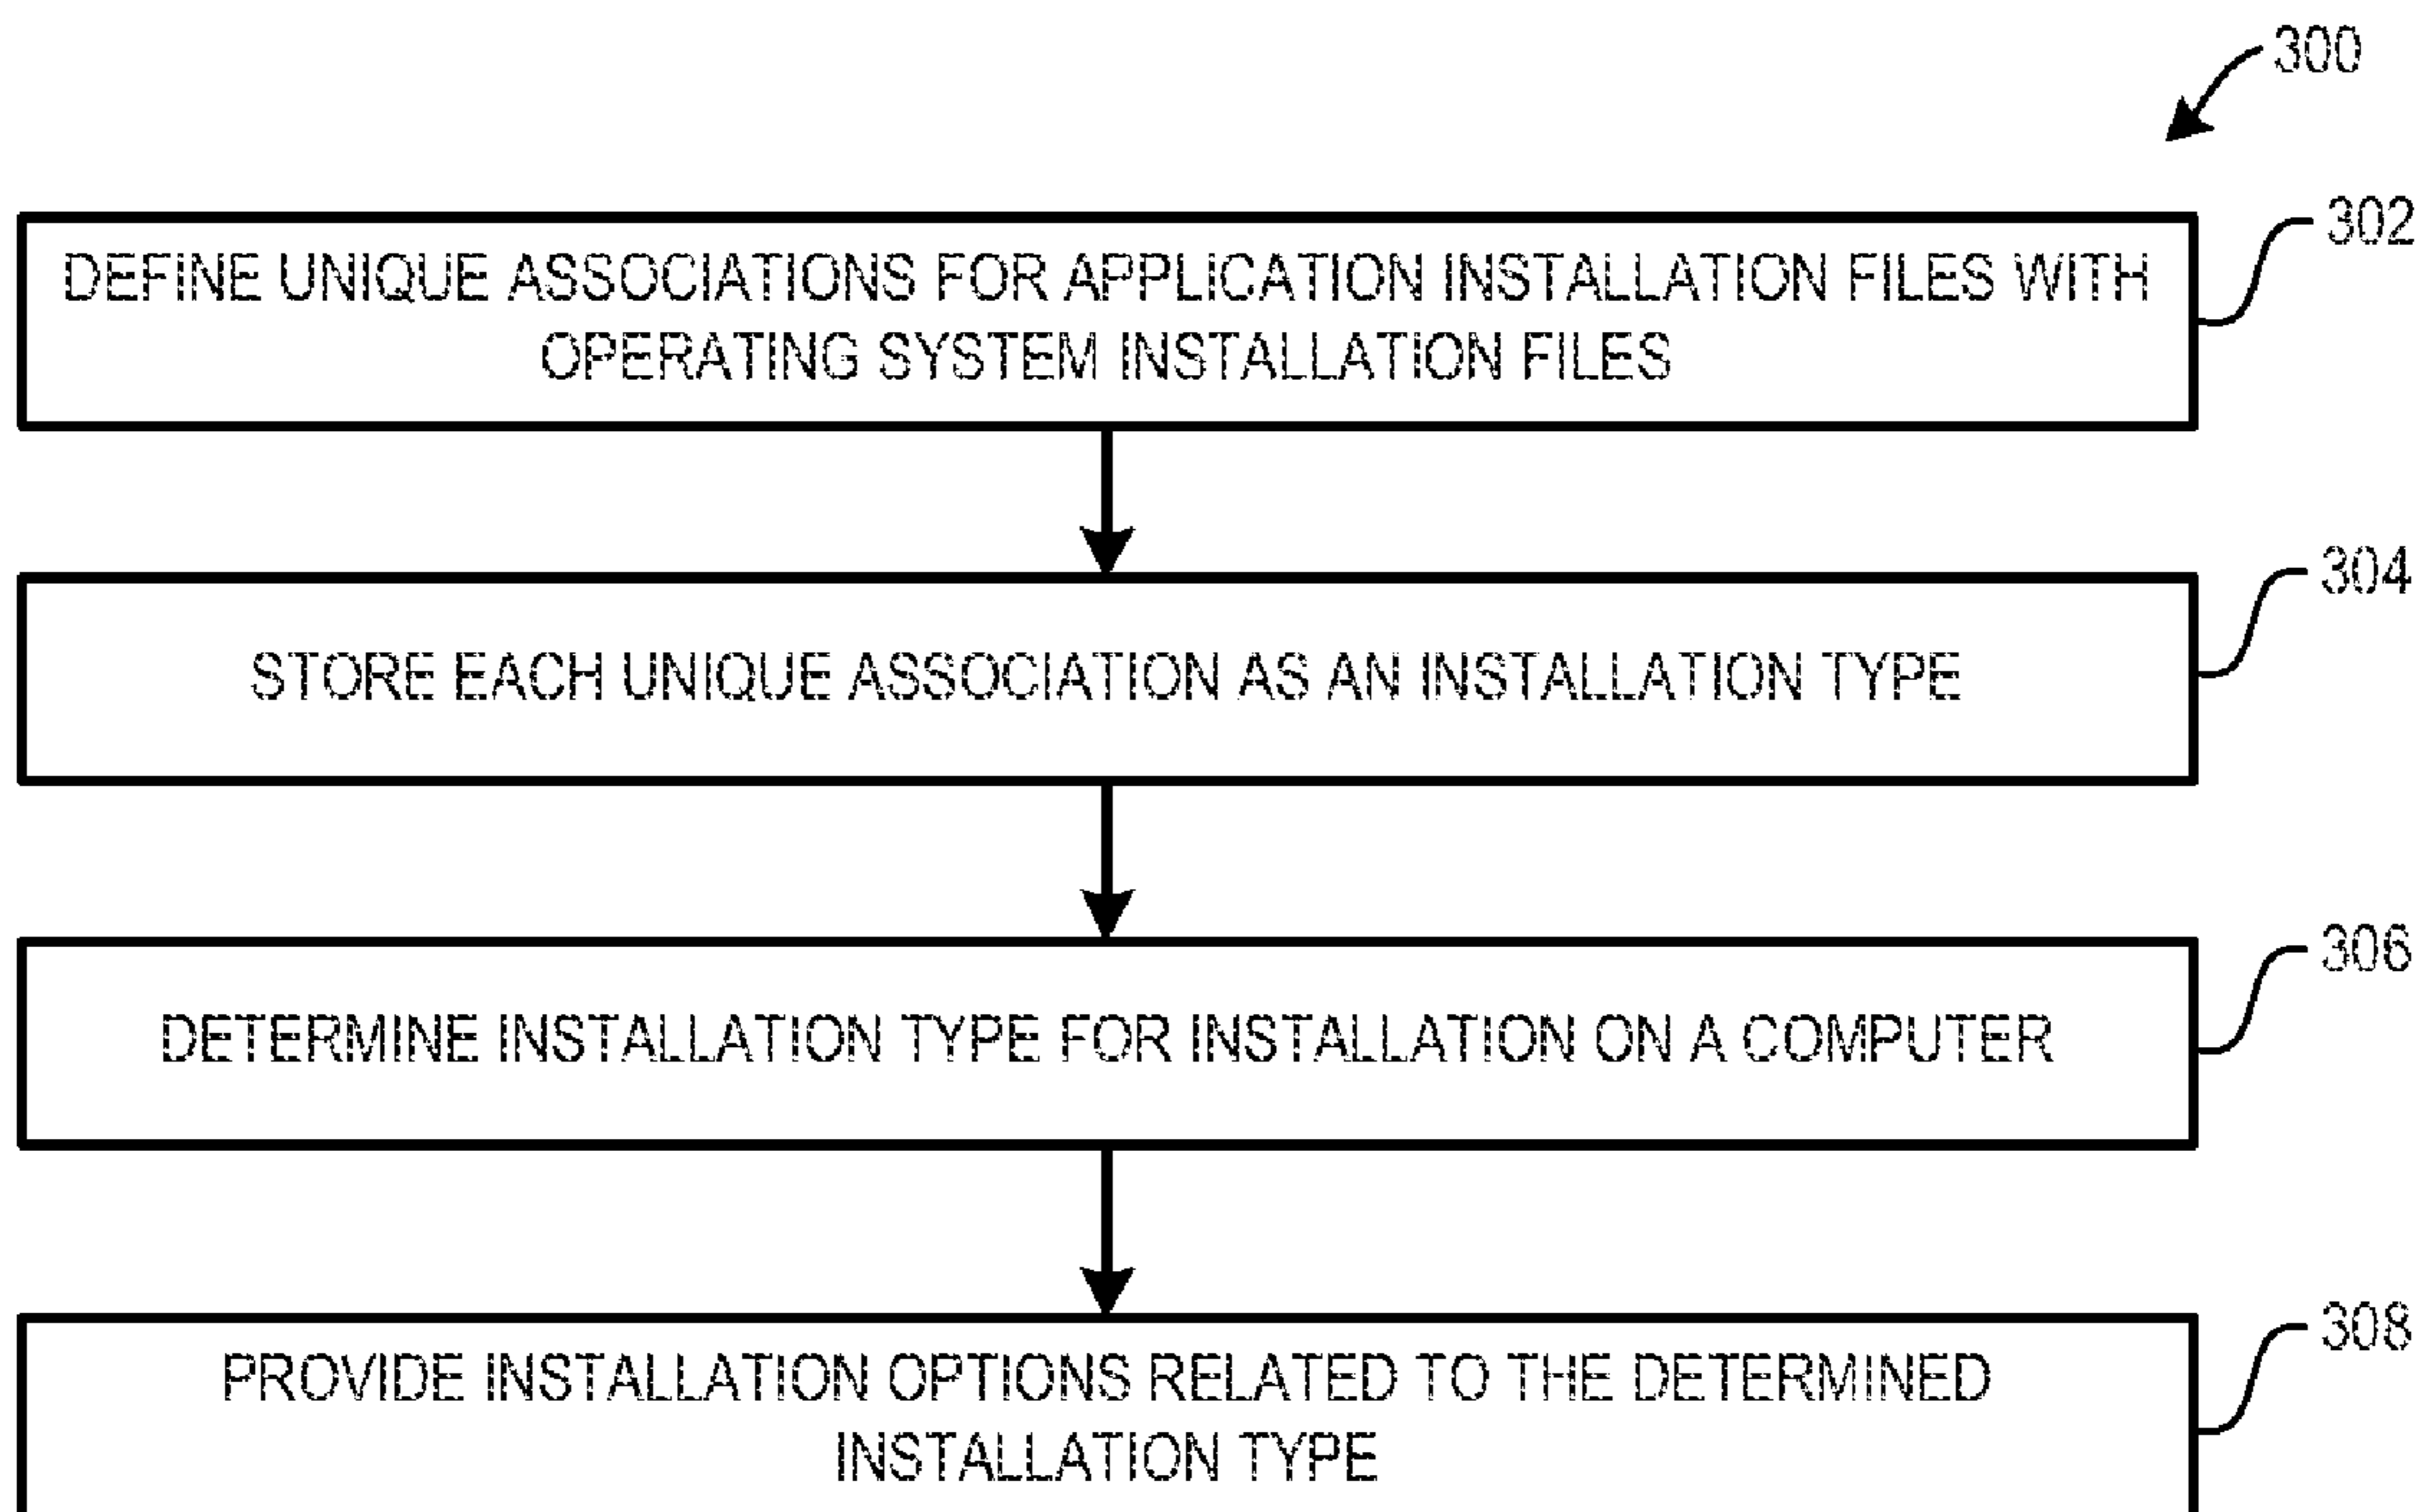 300
302
DEFINE UNIQUE ASSOCIATIONS FOR APPLICATION INSTALLATION FILES WITH
OPERATING SYSTEM INSTALLATION FILES
304
STORE EACH UNIQUE ASSOCIATION AS AN INSTALLATION TYPE
306
DETERMINE INSTALLATION TYPE FOR INSTALLATION ON A COMPUTER
308
PROVIDE INSTALLATION OPTIONS RELATED TO THE DETERMINED
INSTALLATION TYPE